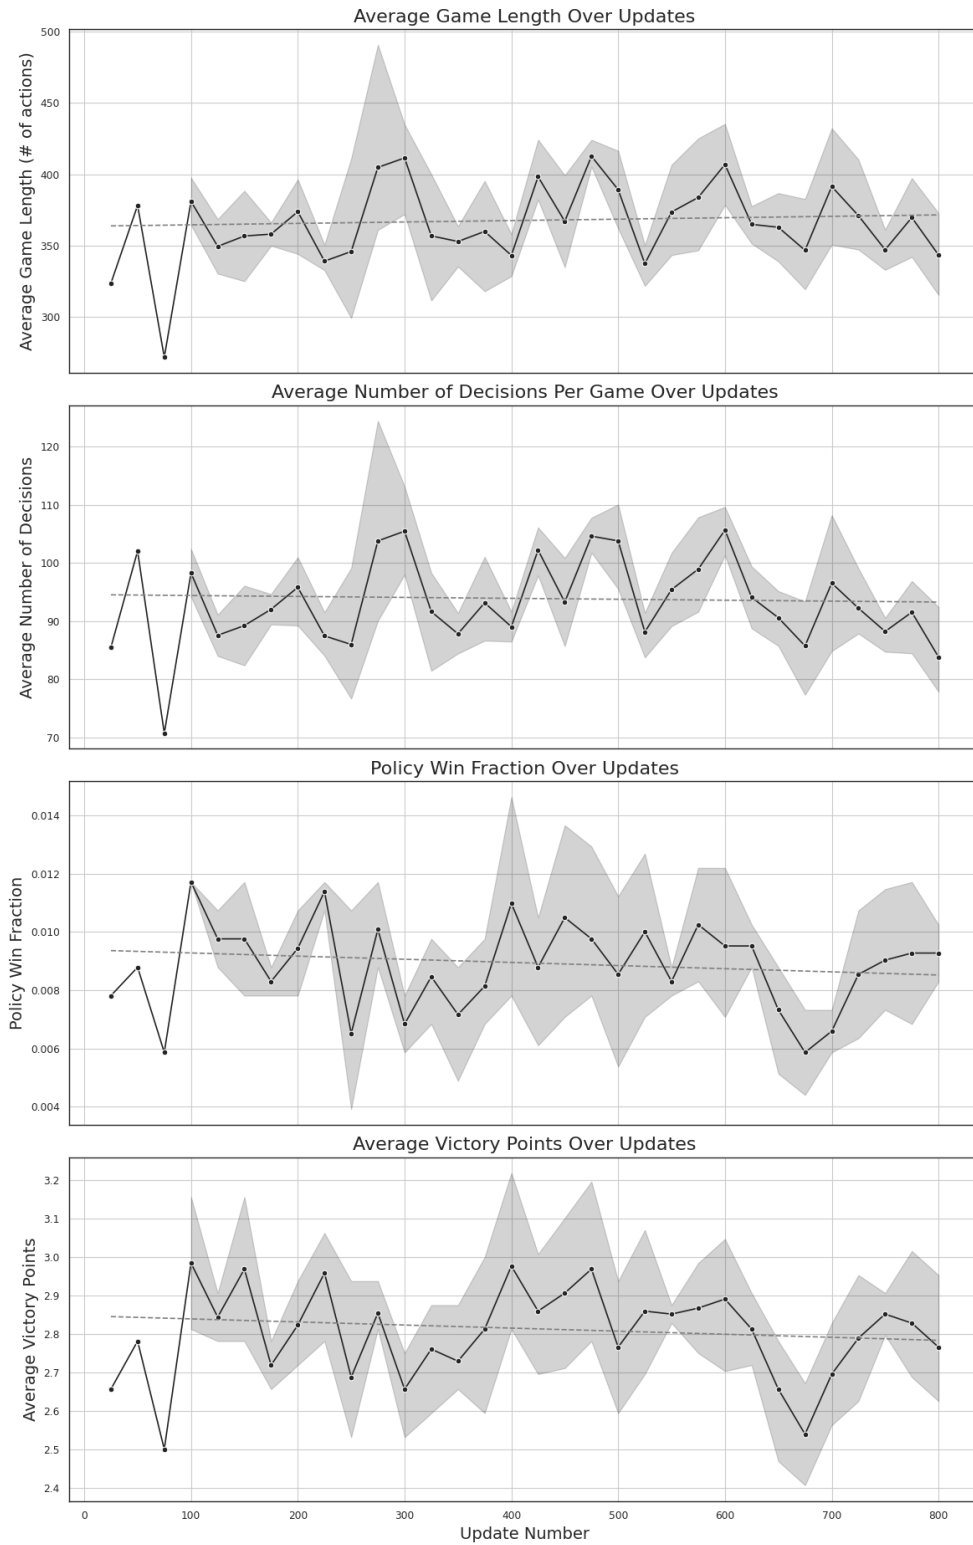 Average Game Length Over Updates
Average Game Length (# of actions)
500
450
400
350
300
Average Number of Decisions Per Game Over Updates
Average Number of Decisions
120
110
100
90
80
70
Policy Win Fraction Over Updates
Policy Win Fraction
0.014
0.012
0.010
0.008
0.006
0.004
Average Victory Points Over Updates
Average Victory Points
3.2
3.1
3.0
2.9
2.8
2.7
2.6
2.5
2.4
0 100 200 300 400 500 600 700 800
Update Number